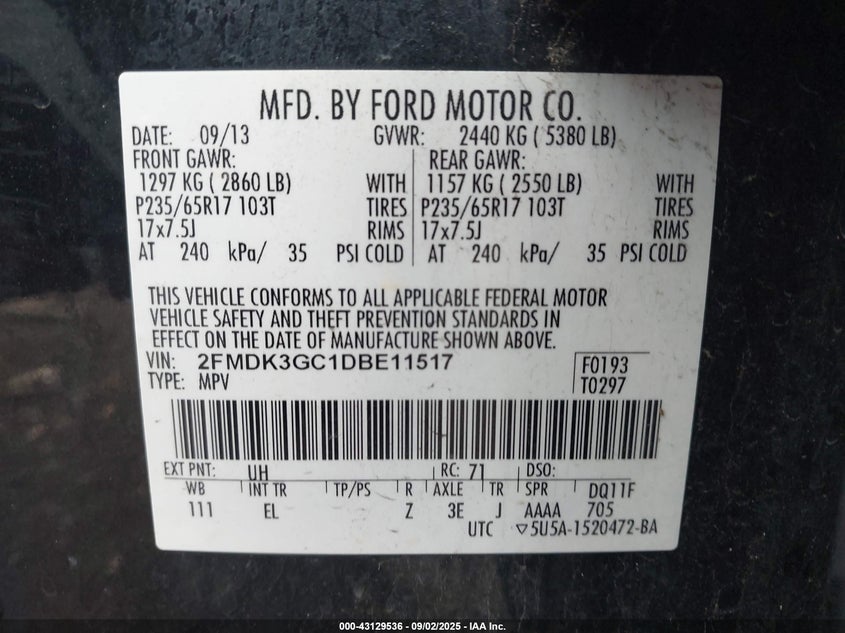 MFD. BY FORD MOTOR CO.
DATE: 09/13 GVWR: 2440 KG ( 5380 LB)
FRONT GAWR: REAR GAWR:
1297 KG ( 2860 LB) WITH 1157 KG ( 2550 LB) WITH
P235/65R17 103T TIRES P235/65R17 103T TIRES
17x7.5J RIMS 17x7.5J RIMS
AT 240 kPa/ 35 PSI COLD AT 240 kPa/ 35 PSI COLD
THIS VEHICLE CONFORMS TO ALL APPLICABLE FEDERAL MOTOR
VEHICLE SAFETY AND THEFT PREVENTION STANDARDS IN
EFFECT ON THE DATE OF MANUFACTURE SHOWN ABOVE.
VIN: 2FMDK3GC1DBE11517 F0193
TYPE: MPV T0297
EXT PNT: UH RC: 71 DSO:
WB INT TR TP/PS R AXLE TR SPR DQ11F
111 EL Z 3E J AAAA 705
UTC ▽5U5A-1520472-BA
000-43129536 - 09/02/2025 - IAA Inc.